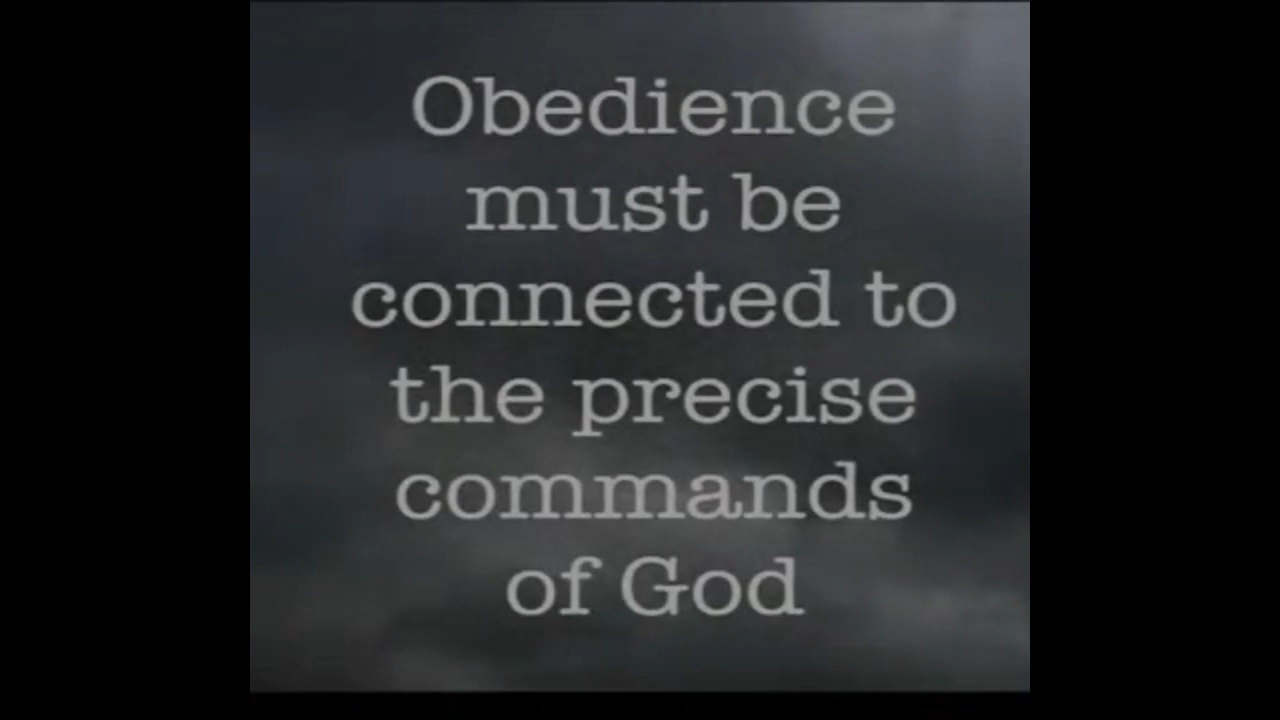 Obedience
must be
connected to
the precise
commands
of God